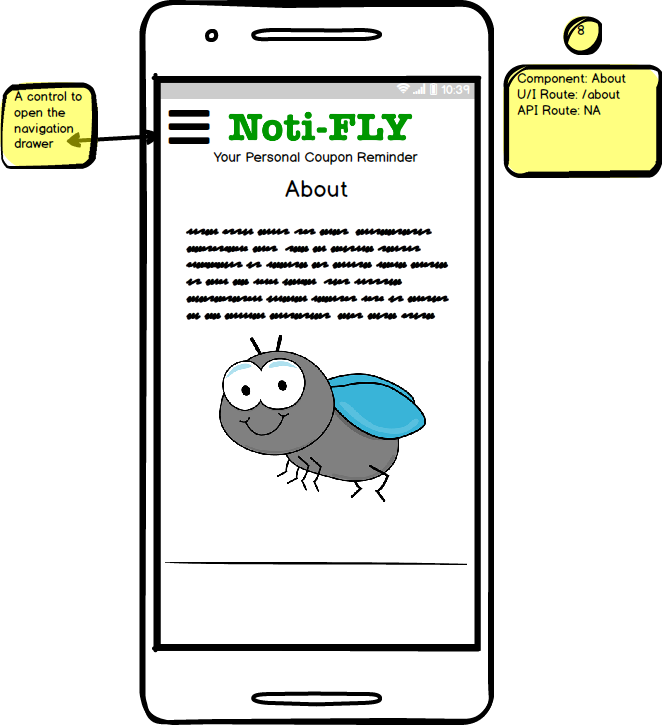 8
A control to
open the
navigation
drawer
Component: About
U/I Route: /about
API Route: NA
10:39
Noti-FLY
Your Personal Coupon Reminder
About